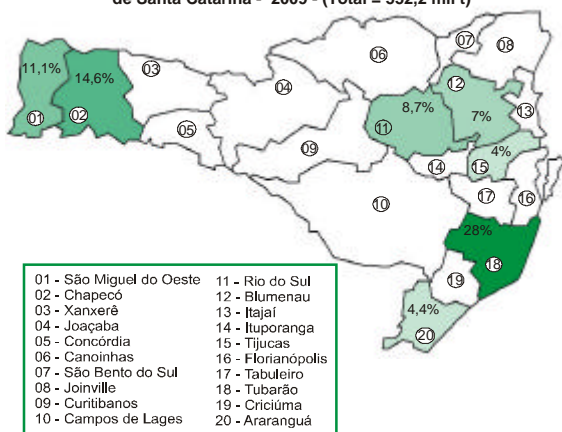 de Santa Catarina - 2009 - (Total = 592,2 mil t)
06
07
08
11,1%
14,6%
03
04
12
8,7%
7%
13
01
02
05
11
09
14
4%
15
10
17
16
28%
18
19
4,4%
20
01 - São Miguel do Oeste
02 - Chapecó
03 - Xanxerê
04 - Joaçaba
05 - Concórdia
06 - Canoinhas
07 - São Bento do Sul
08 - Joinville
09 - Curitibanos
10 - Campos de Lages
11 - Rio do Sul
12 - Blumenau
13 - Itajaí
14 - Ituporanga
15 - Tijucas
16 - Florianópolis
17 - Tabuleiro
18 - Tubarão
19 - Criciúma
20 - Araranguá